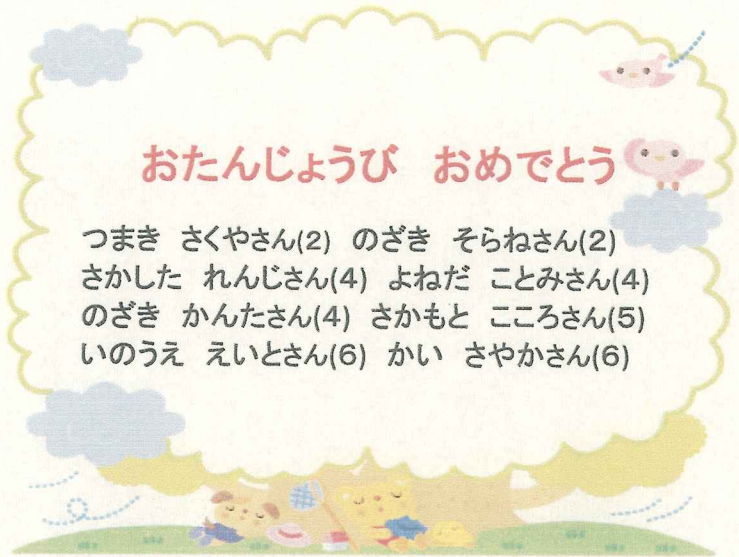 おたんじょうび　おめでとう
つまき　さくやさん(2)　のざき　そらねさん(2)
さかした　れんじさん(4)　よねだ　ことみさん(4)
のざき　かんたさん(4)　さかもと　こころさん(5)
いのうえ　えいとさん(6)　かい　さやかさん(6)